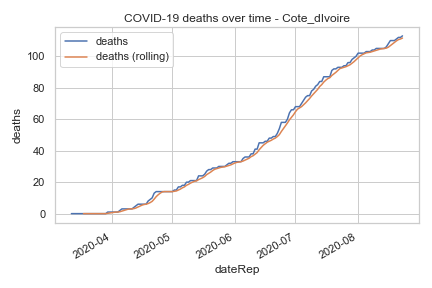 COVID-19 deaths over time - Cote_dIvoire
deaths
deaths (rolling)
deaths
100
80
60
40
20
0
2020-04
2020-05
2020-06
2020-07
2020-08
dateRep